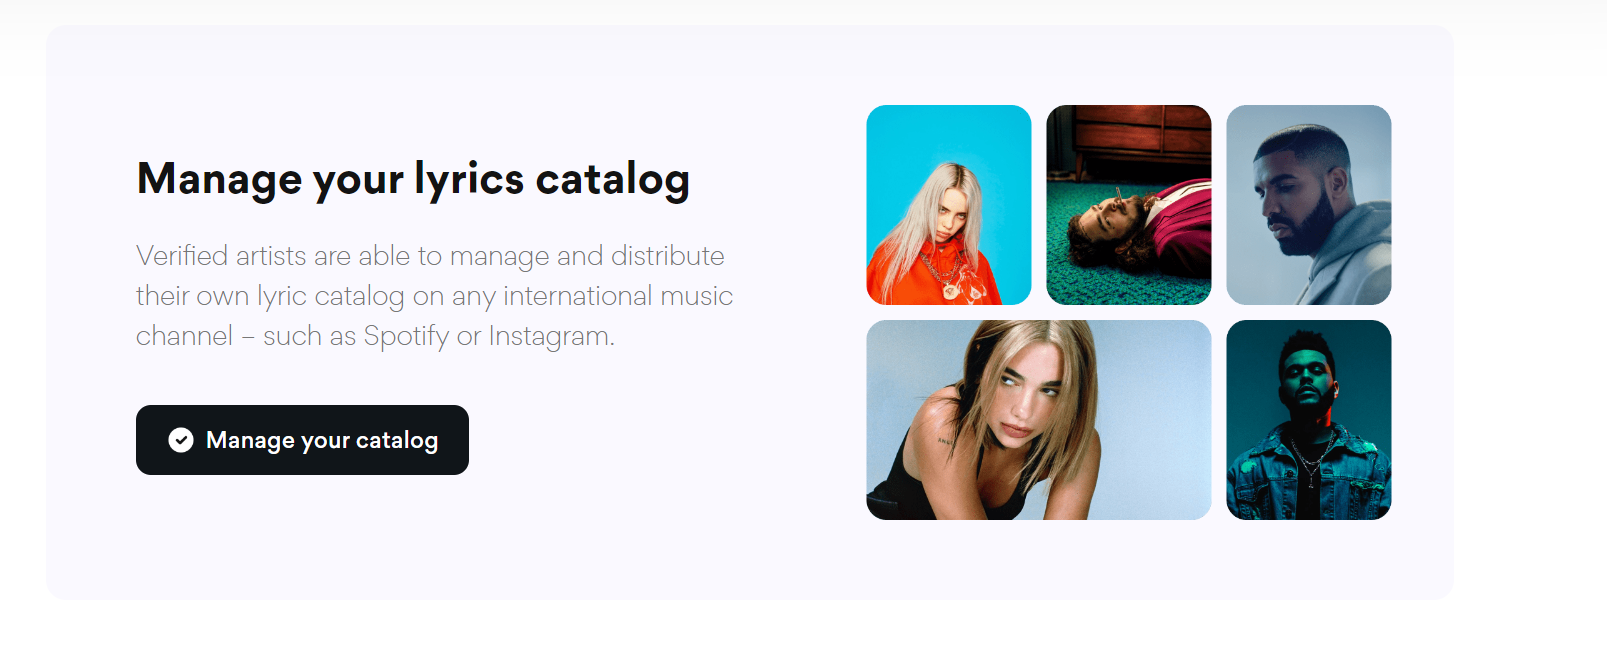 Manage your lyrics catalog
Verified artists are able to manage and distribute
their own lyric catalog on any international music
channel – such as Spotify or Instagram.
Manage your catalog